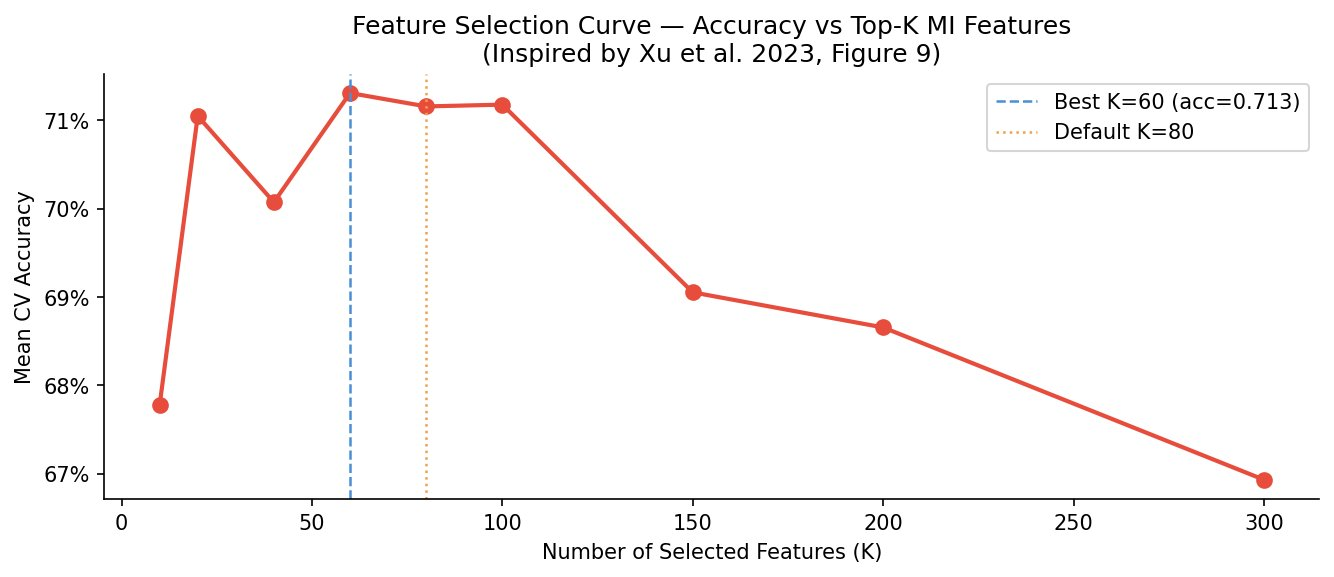 Feature Selection Curve — Accuracy vs Top-K MI Features
(Inspired by Xu et al. 2023, Figure 9)
Best K=60 (acc=0.713)
Default K=80
Mean CV Accuracy
71%
70%
69%
68%
67%
0 50 100 150 200 250 300
Number of Selected Features (K)